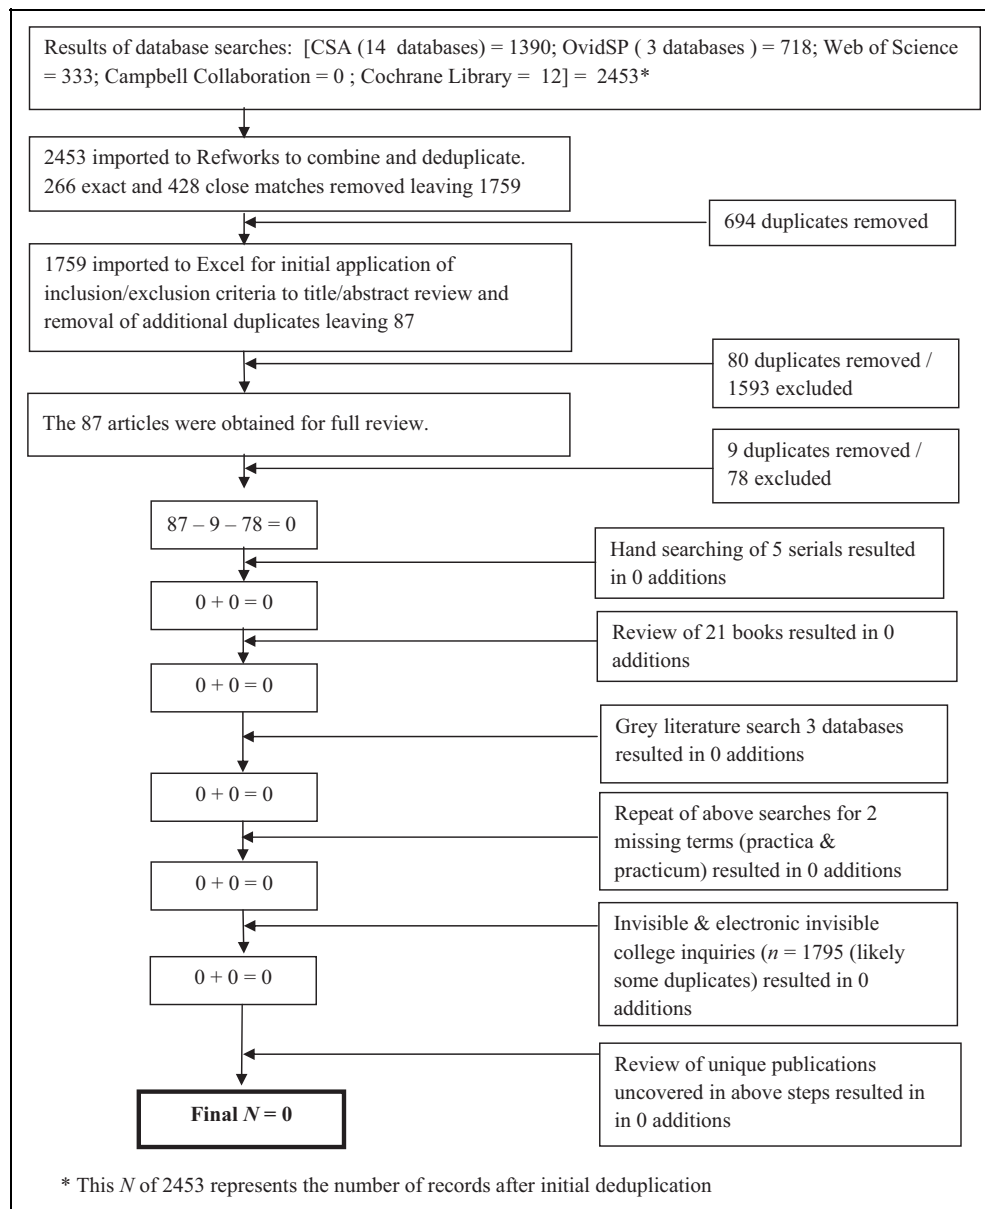 Results of database searches: [CSA (14 databases) = 1390; OvidSP ( 3 databases ) = 718; Web of Science
= 333; Campbell Collaboration = 0 ; Cochrane Library = 12] = 2453*
2453 imported to Refworks to combine and deduplicate.
266 exact and 428 close matches removed leaving 1759
694 duplicates removed
1759 imported to Excel for initial application of
inclusion/exclusion criteria to title/abstract review and
removal of additional duplicates leaving 87
80 duplicates removed /
1593 excluded
The 87 articles were obtained for full review.
9 duplicates removed /
78 excluded
87 – 9 – 78 = 0
Hand searching of 5 serials resulted
in 0 additions
0 + 0 = 0
Review of 21 books resulted in 0
additions
0 + 0 = 0
Grey literature search 3 databases
resulted in 0 additions
0 + 0 = 0
Repeat of above searches for 2
missing terms (practica &
practicum) resulted in 0 additions
0 + 0 = 0
Invisible & electronic invisible
college inquiries (n = 1795 (likely
some duplicates) resulted in 0
additions
0 + 0 = 0
Review of unique publications
uncovered in above steps resulted in
in 0 additions
Final N = 0
* This N of 2453 represents the number of records after initial deduplication